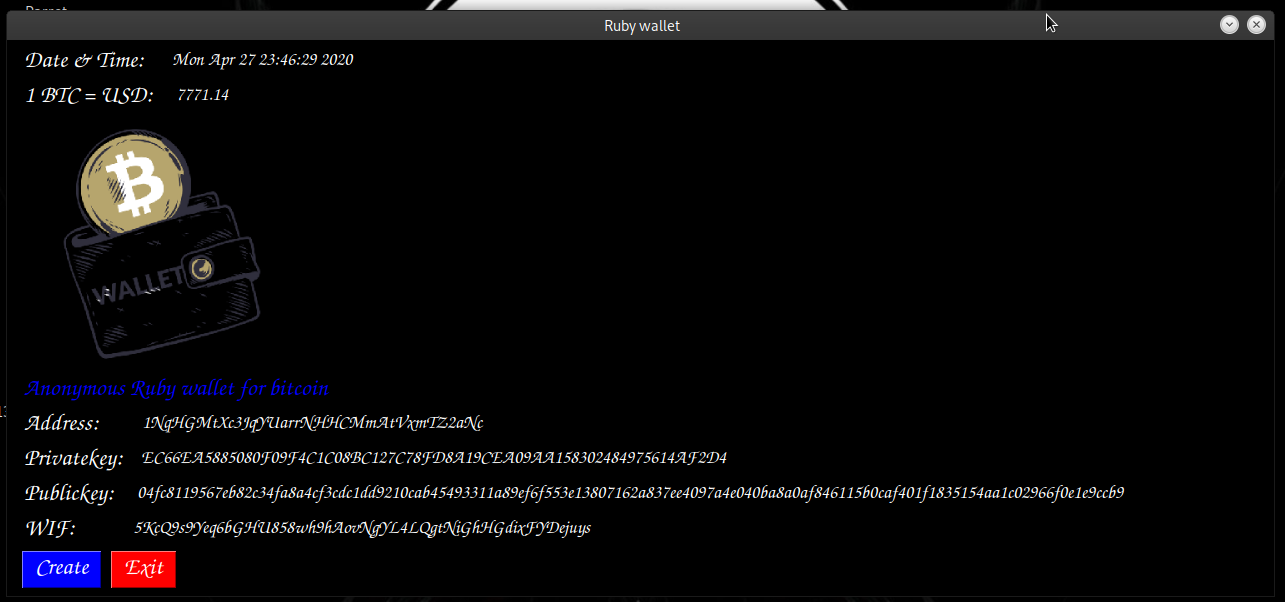 Parrot
Ruby wallet
Date & Time: Mon Apr 27 23:46:29 2020
1 BTC = USD: 7771.14
B
WALLET
Anonymous Ruby wallet for bitcoin
Address: 1NqHGMtXc3JqYUarrNHHCMmAtVxmTZ2aNc
Privatekey: EC66EA5885080F09F4C1C08BC127C78FD8A19CEA09AA158302484975614AF2D4
Publickey: 04fc8119567eb82c34fa8a4cf3cdc1dd9210cab45493311a89ef6f553e13807162a837ee4097a4e040ba8a0af846115b0caf401f1835154aa1c02966f0e1e9ccb9
WIF: 5KcQ9s9Yeq6bGHU858wh9hAovNgYL4LQgtNiGhHGdixFYDejuys
Create Exit